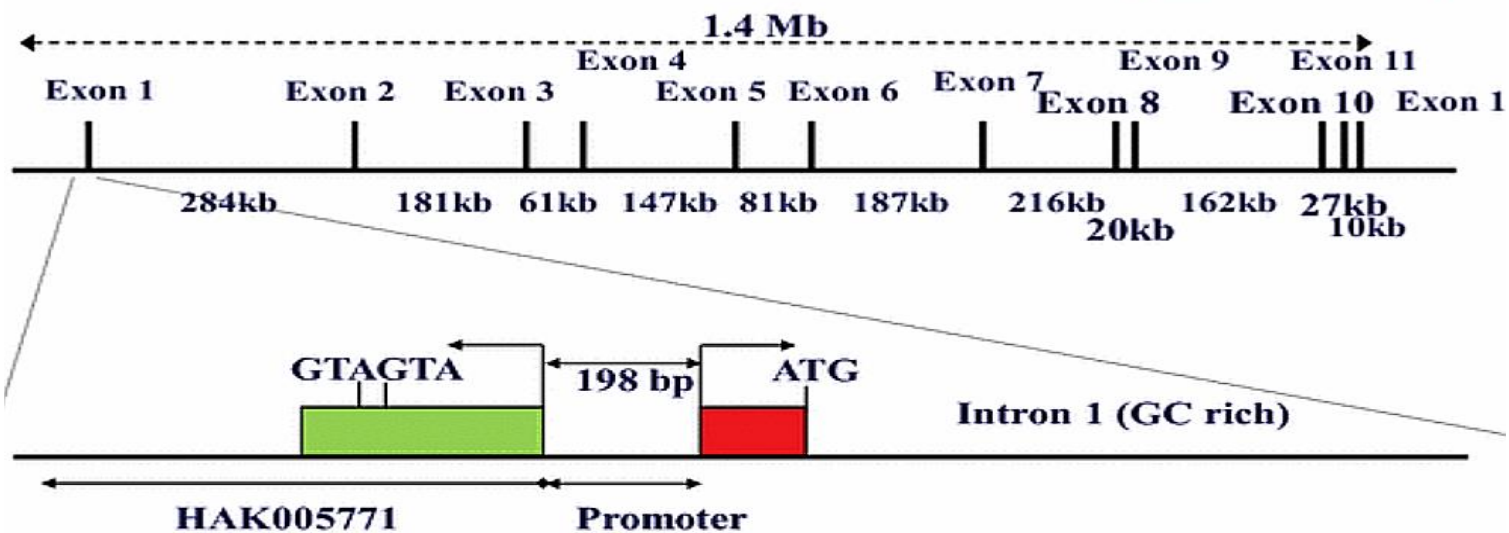 1.4 Mb
Exon 4 Exon 9 Exon 11
Exon 1 Exon 2 Exon 3 Exon 5 Exon 6 Exon 7 Exon 8 Exon 10 Exon 1
284kb 181kb 61kb 147kb 81kb 187kb 216kb 162kb 27kb
20kb 10kb
GTAGTA 198 bp ATG
Intron 1 (GC rich)
HAK005771 Promoter